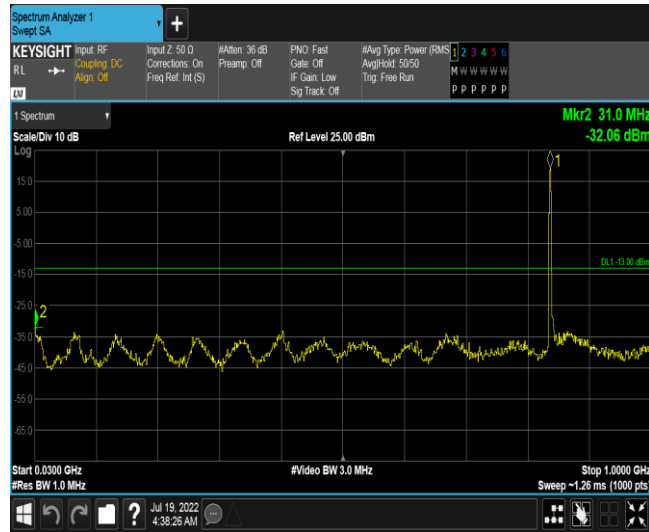 Spectrum Analyzer 1
Swept SA
+
KEYSIGHT
RL
LXI
Input: RF
Coupling: DC
Align: Off
Input Z: 50 Ω
Corrections: On
Freq Ref: Int (S)
#Atten: 36 dB
Preamp: Off
PNO: Fast
Gate: Off
IF Gain: Low
Sig Track: Off
#Avg Type: Power (RMS
Avg|Hold: 50/50
Trig: Free Run
1 2 3 4 5 6
M W W W W W
P P P P P P
1 Spectrum
Scale/Div 10 dB
Ref Level 25.00 dBm
Mkr2 31.0 MHz
-32.06 dBm
Log
1
15.0
5.00
-5.00
DL1 -13.00 dBm
-15.0
-25.0
2
-35.0
-45.0
-55.0
-65.0
Start 0.0300 GHz
#Video BW 3.0 MHz
Stop 1.0000 GHz
#Res BW 1.0 MHz
Sweep ~1.26 ms (1000 pts)
?
Jul 19, 2022
4:38:26 AM